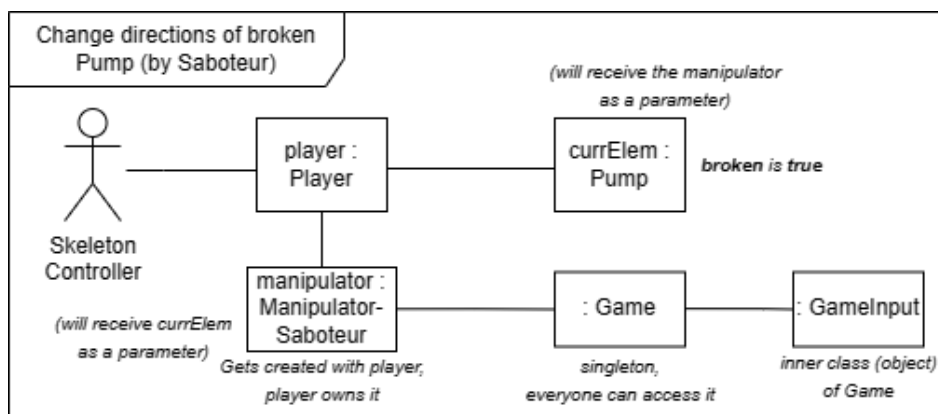 Change directions of broken
Pump (by Saboteur)
(will receive the manipulator
as a parameter)
player :
Player
currElem :
Pump
broken is true
Skeleton
Controller
manipulator :
Manipulator-
Saboteur
: Game
: GameInput
(will receive currElem
as a parameter)
Gets created with player,
player owns it
singleton,
everyone can access it
inner class (object)
of Game